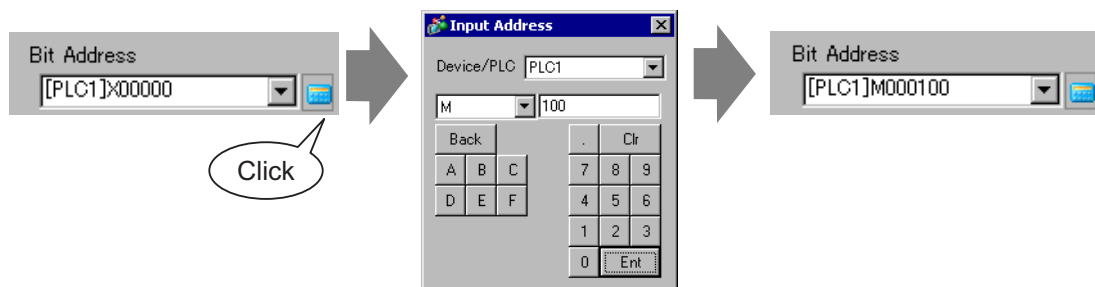 Bit Address
[PLC1]X00000
Click
Input Address
Device/PLC PLC1
M 100
Back . Clr
A B C 7 8 9
D E F 4 5 6
1 2 3
0 Ent
Bit Address
[PLC1]M000100